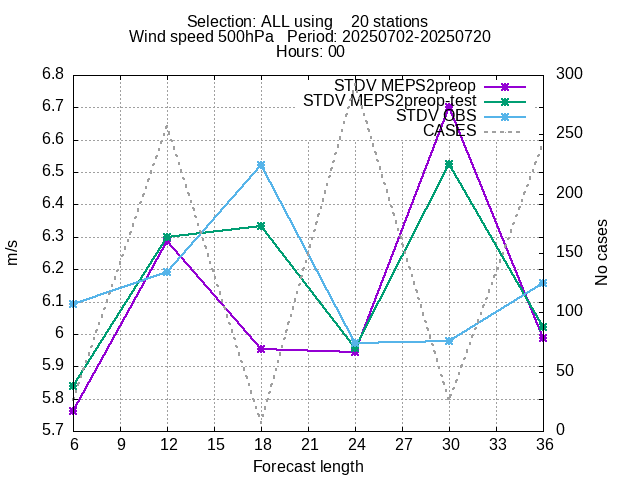 Selection: ALL using    20 stations
Wind speed 500hPa   Period: 20250702-20250720
Hours: 00
STDV MEPS2preop
STDV MEPS2preop-test
STDV OBS
CASES
6.8
6.7
6.6
6.5
6.4
6.3
6.2
6.1
6
5.9
5.8
5.7
m/s
300
250
200
150
100
50
0
No cases
6 9 12 15 18 21 24 27 30 33 36
Forecast length